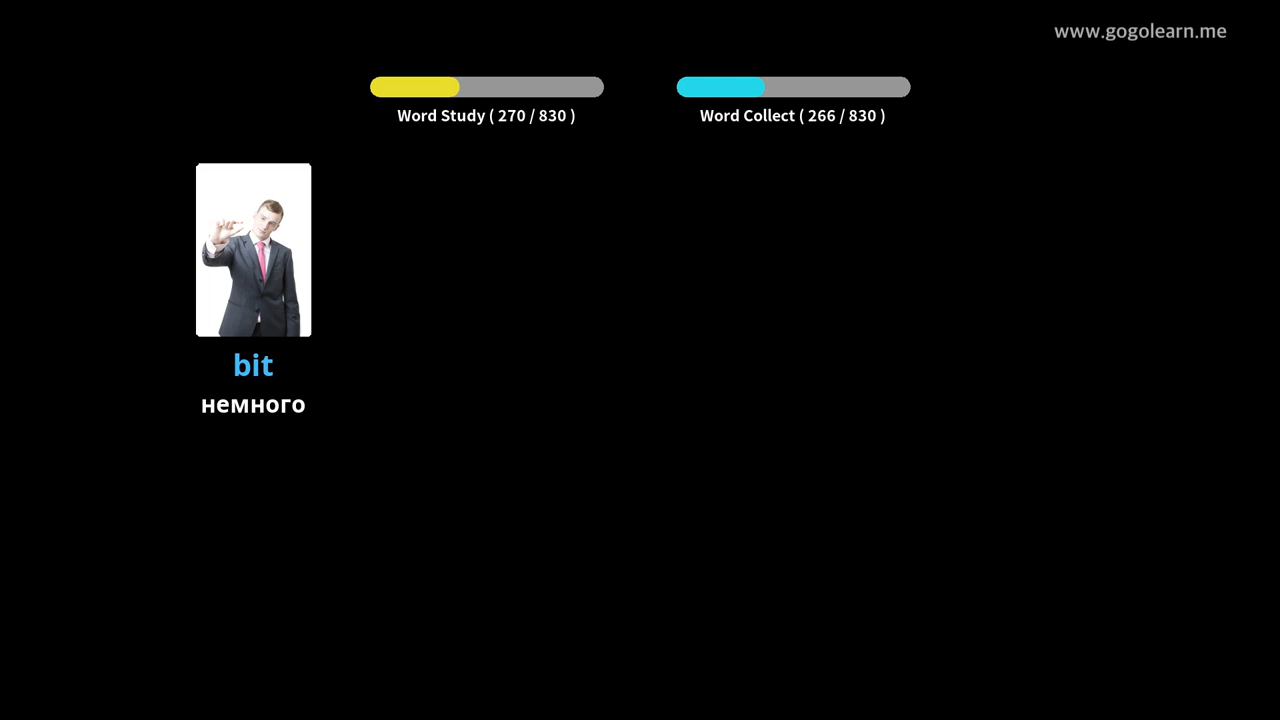 www.gogolearn.me
Word Study ( 270 / 830 )
Word Collect ( 266 / 830 )
bit
немного